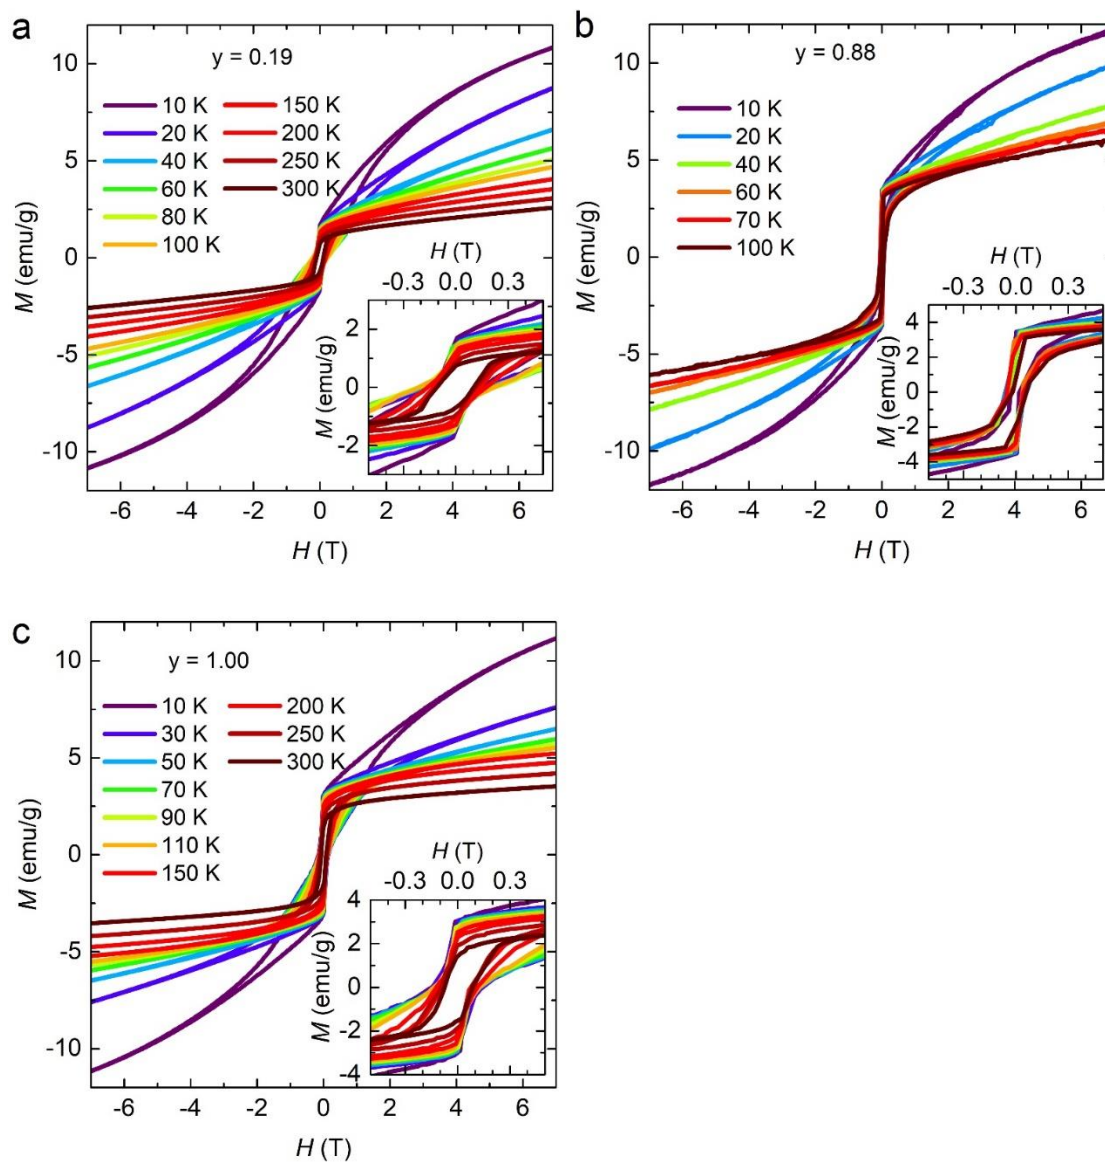 a
y = 0.19
10 K 150 K
20 K 200 K
40 K 250 K
60 K 300 K
80 K
100 K
M (emu/g)
10
5
0
-5
-10
-6 -4 -2 0 2 4 6
H (T)
H (T)
-0.3 0.0 0.3
M (emu/g)
2
0
-2
b
y = 0.88
10 K
20 K
40 K
60 K
70 K
100 K
M (emu/g)
10
5
0
-5
-10
-6 -4 -2 0 2 4 6
H (T)
H (T)
-0.3 0.0 0.3
M (emu/g)
4
2
0
-2
-4
c
y = 1.00
10 K 200 K
30 K 250 K
50 K 300 K
70 K
90 K
110 K
150 K
M (emu/g)
10
5
0
-5
-10
-6 -4 -2 0 2 4 6
H (T)
H (T)
-0.3 0.0 0.3
M (emu/g)
4
2
0
-2
-4